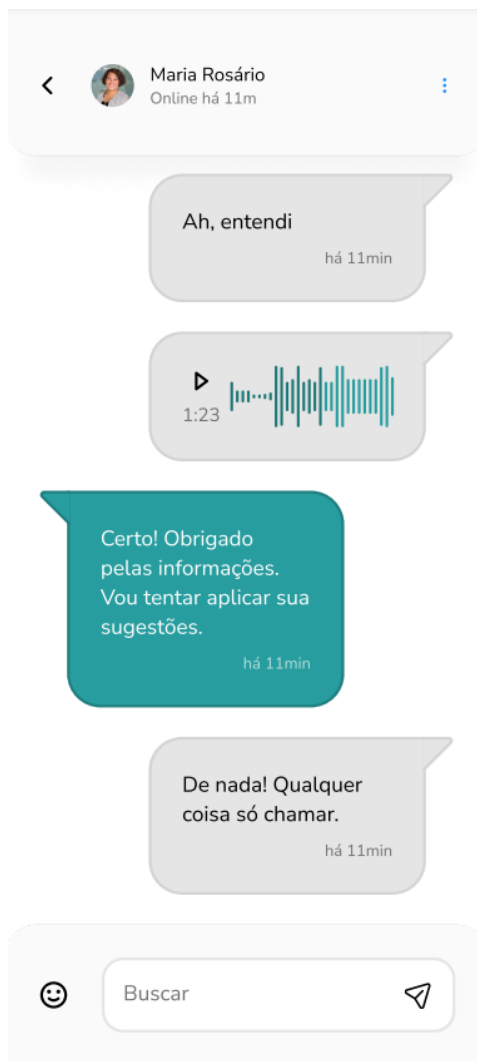 Maria Rosário
Online há 11m
Ah, entendi
há 11min
1:23
Certo! Obrigado
pelas informações.
Vou tentar aplicar sua
sugestões.
há 11min
De nada! Qualquer
coisa só chamar.
há 11min
Buscar